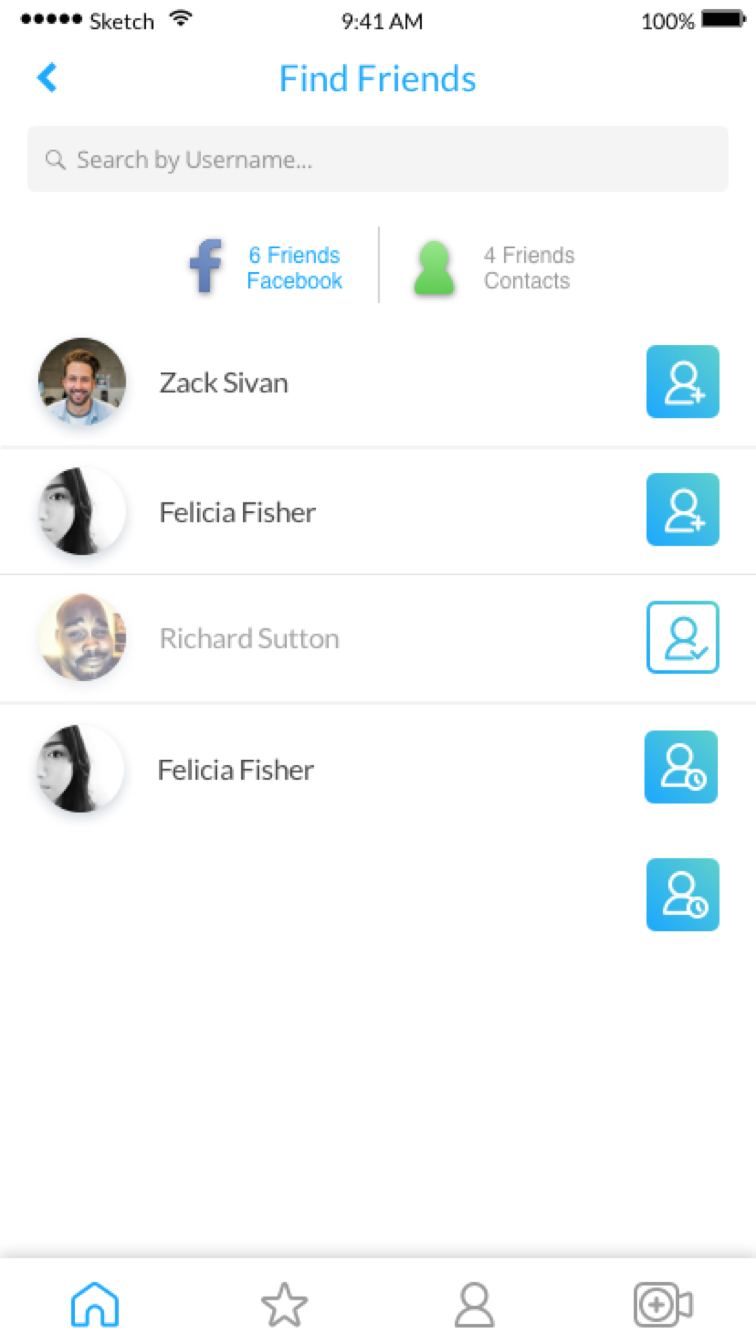 Sketch 9:41 AM 100%
Find Friends
Search by Username...
6 Friends
Facebook
4 Friends
Contacts
Zack Sivan
Felicia Fisher
Richard Sutton
Felicia Fisher